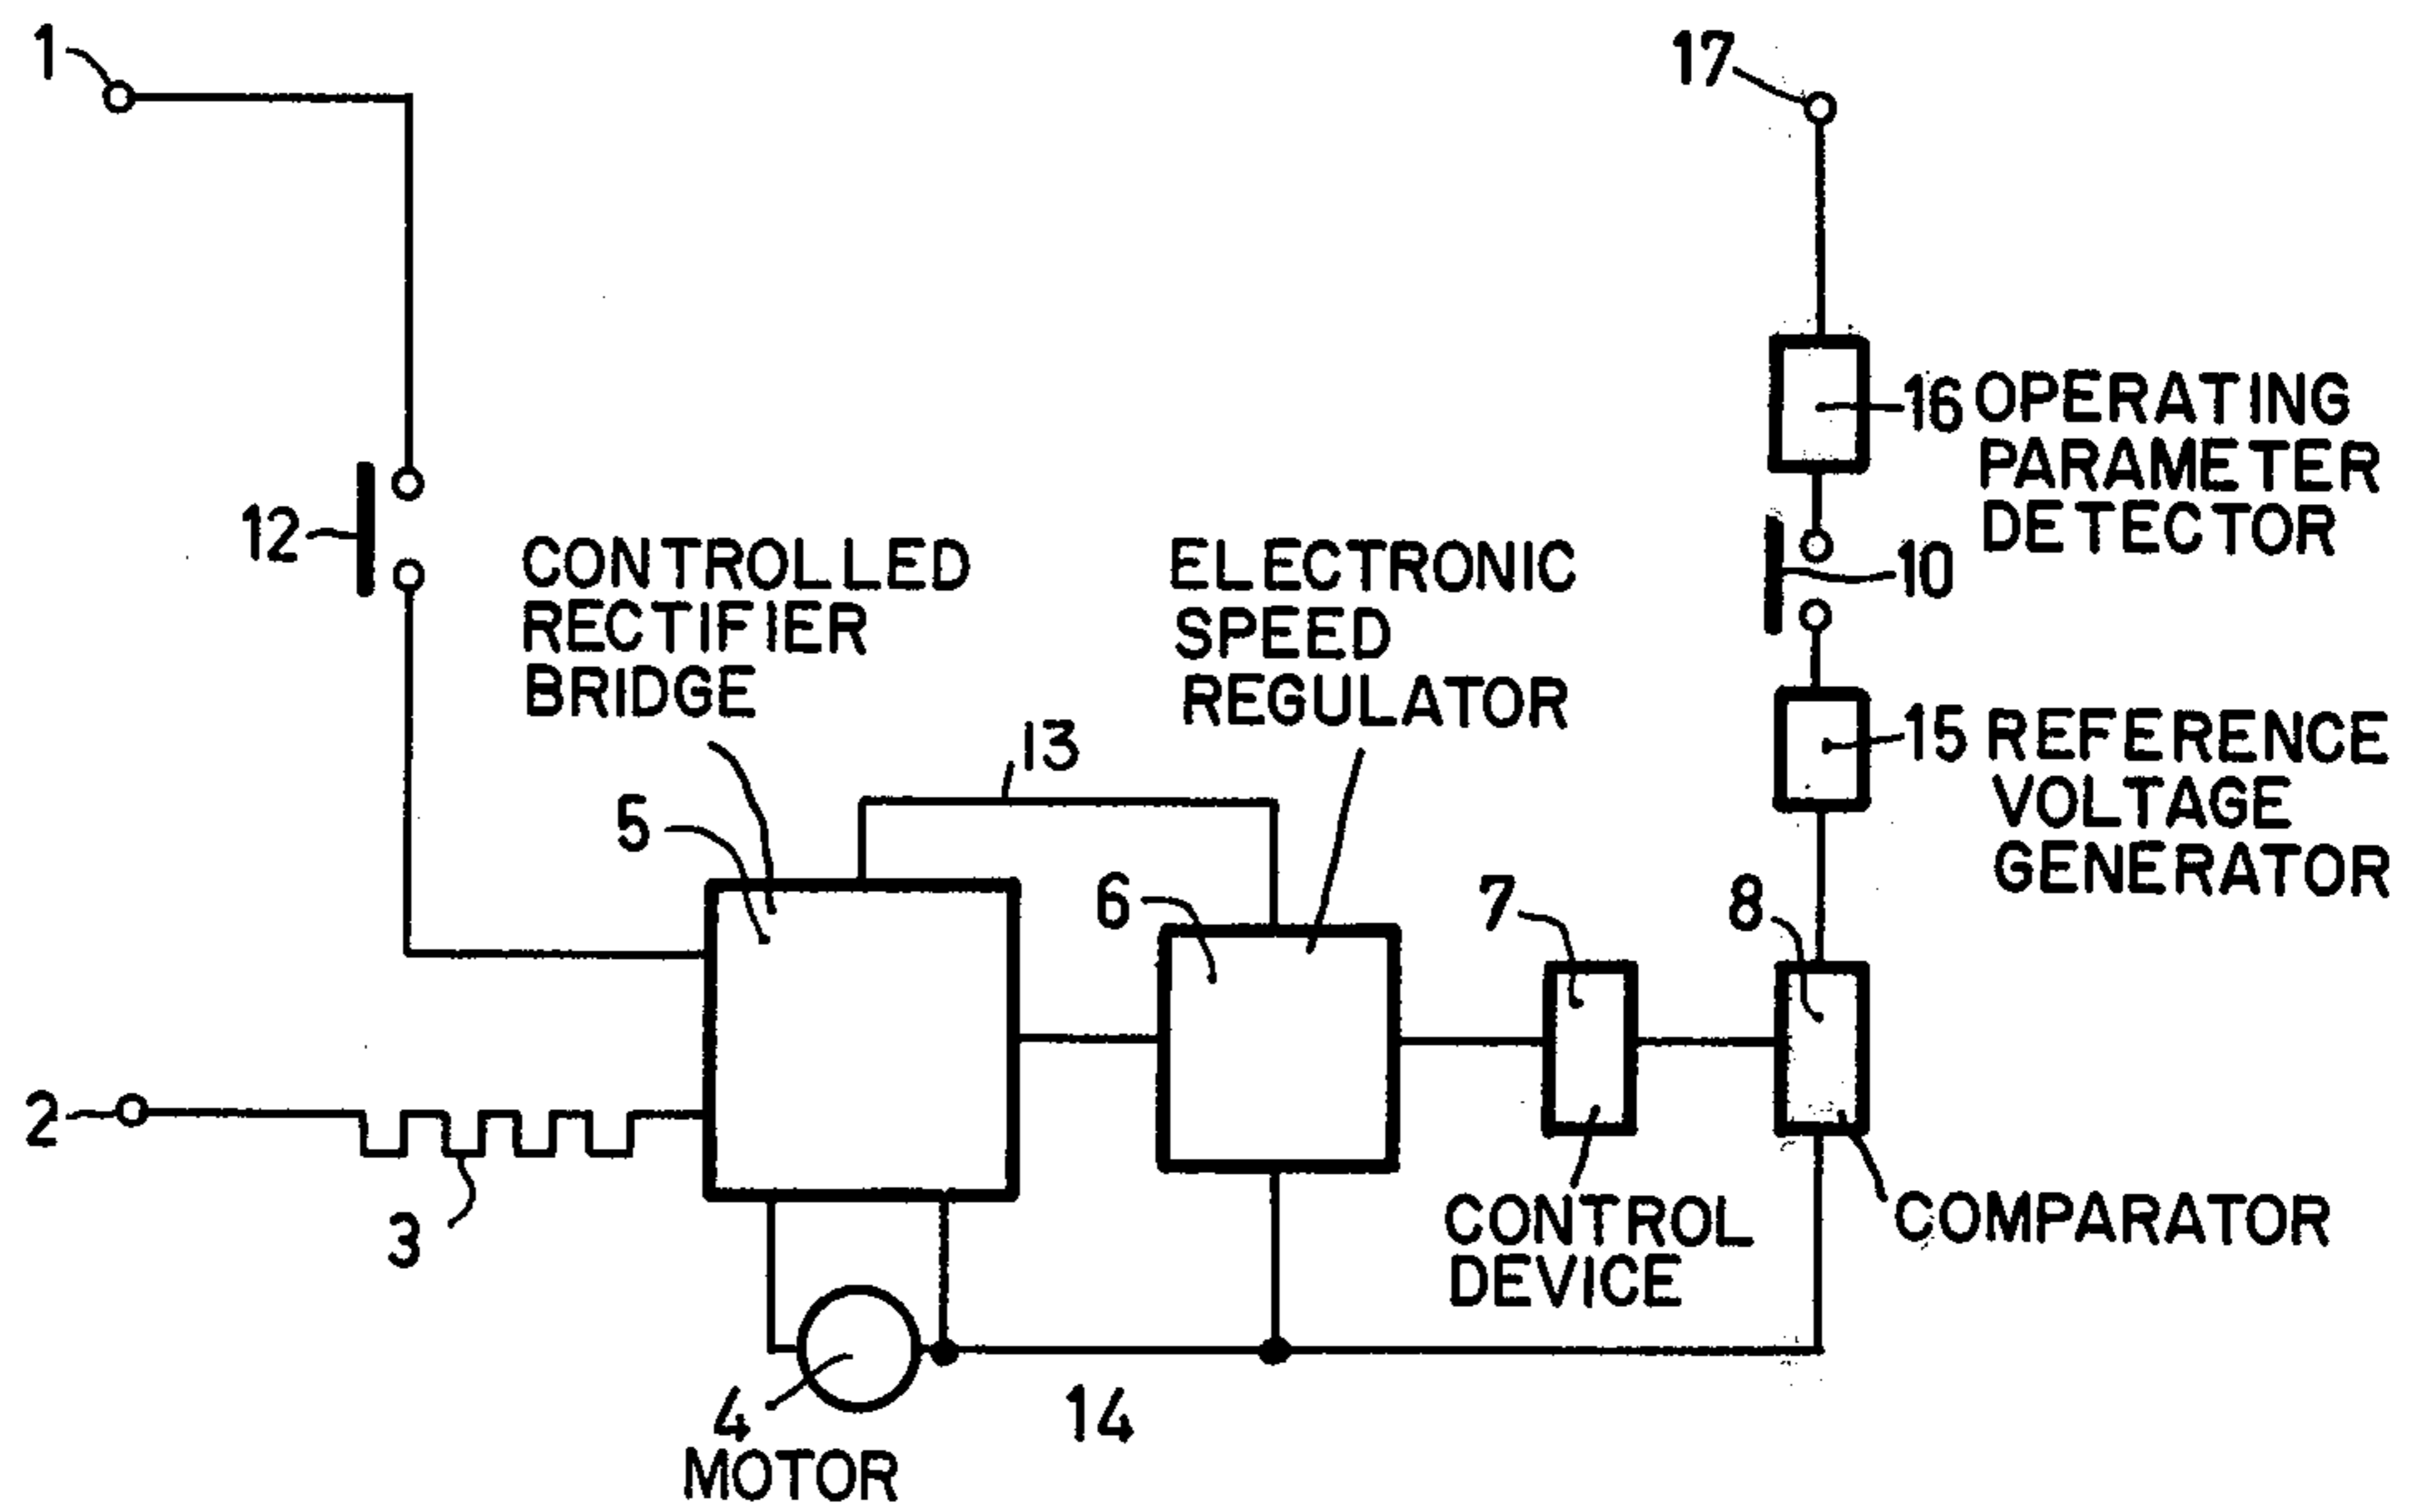 1
17
16 OPERATING
PARAMETER
DETECTOR
12
10
CONTROLLED
RECTIFIER
BRIDGE
ELECTRONIC
SPEED
REGULATOR
13
15 REFERENCE
VOLTAGE
GENERATOR
5
6
7
8
2
3
CONTROL
DEVICE
COMPARATOR
4
MOTOR
14